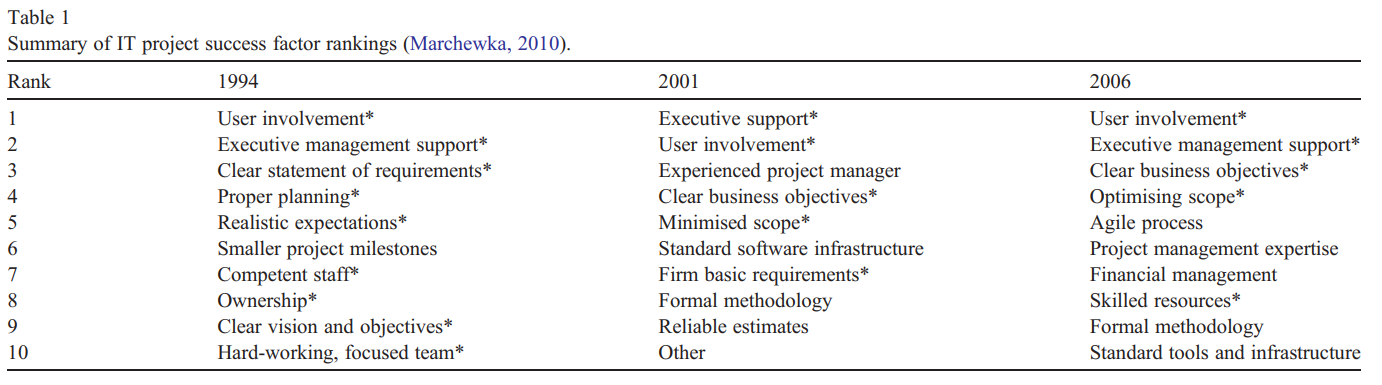 Table 1
Summary of IT project success factor rankings (Marchewka, 2010).
Rank 1994 2001 2006
1 User involvement* Executive support* User involvement*
2 Executive management support* User involvement* Executive management support*
3 Clear statement of requirements* Experienced project manager Clear business objectives*
4 Proper planning* Clear business objectives* Optimising scope*
5 Realistic expectations* Minimised scope* Agile process
6 Smaller project milestones Standard software infrastructure Project management expertise
7 Competent staff* Firm basic requirements* Financial management
8 Ownership* Formal methodology Skilled resources*
9 Clear vision and objectives* Reliable estimates Formal methodology
10 Hard-working, focused team* Other Standard tools and infrastructure